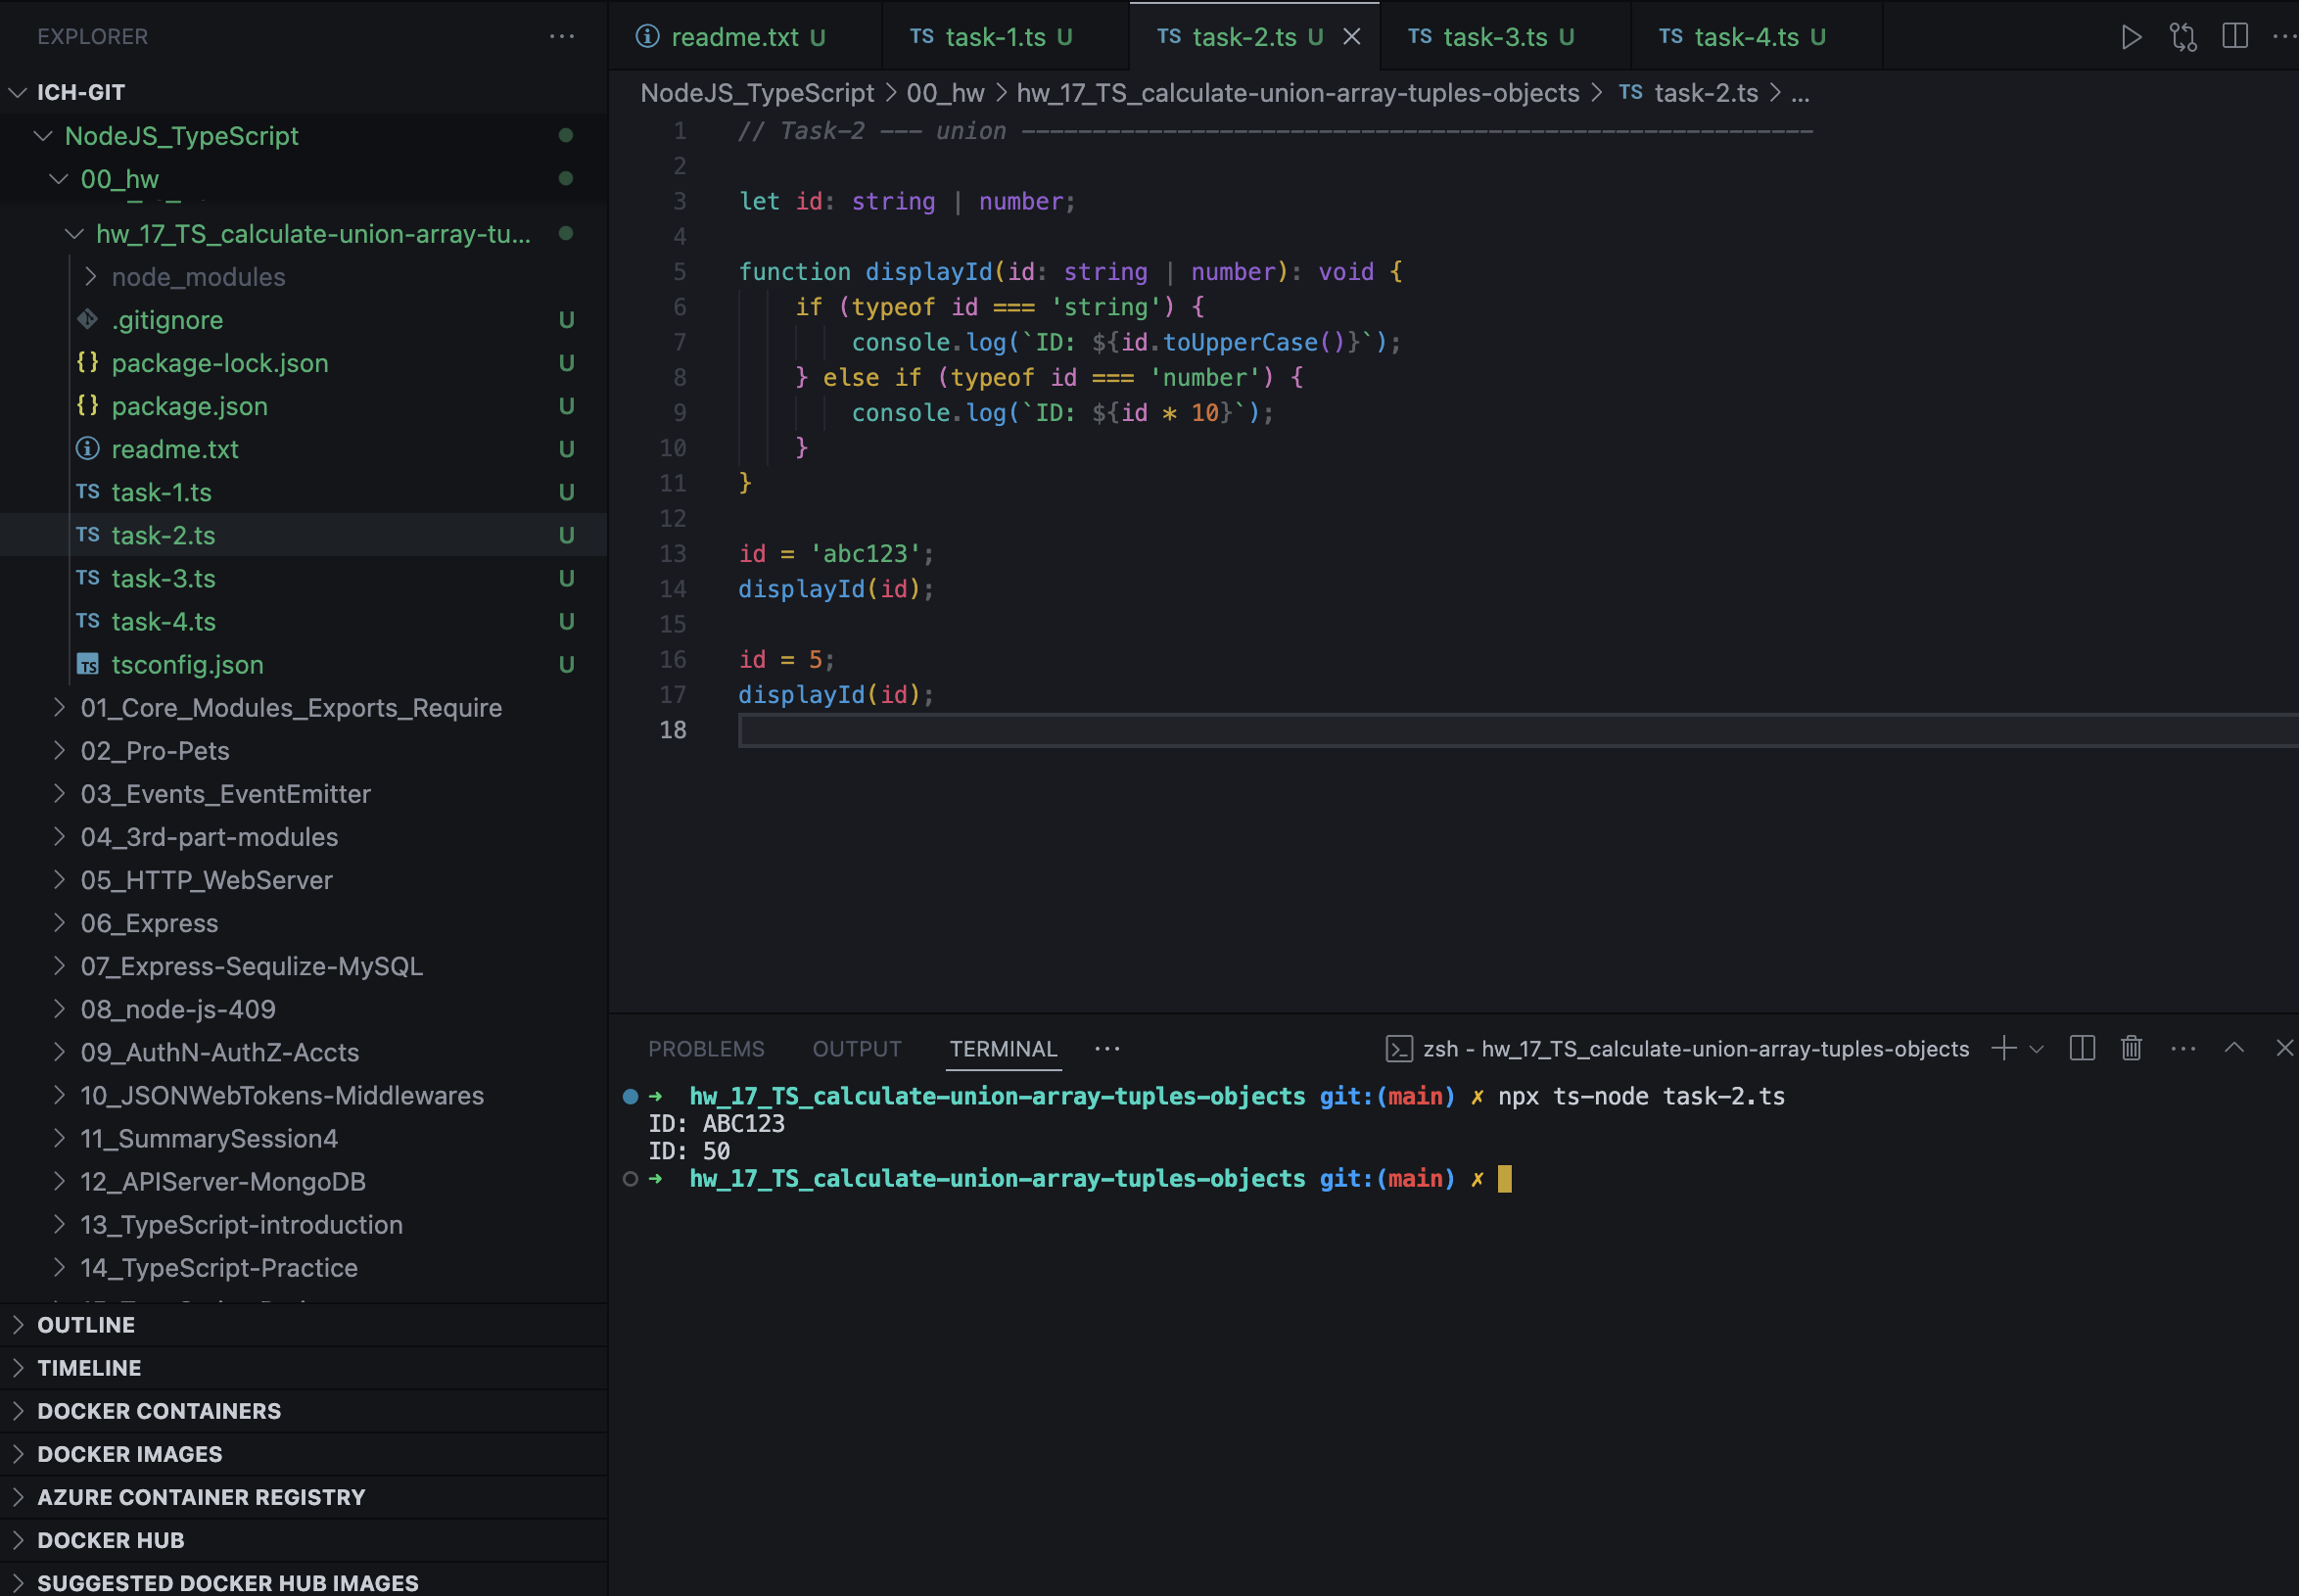 EXPLORER
ICH-GIT
NodeJS_TypeScript
00_hw
hw_17_TS_calculate-union-array-tu...
node_modules
.gitignore U
{} package-lock.json U
{} package.json U
readme.txt U
TS task-1.ts U
TS task-2.ts U
TS task-3.ts U
TS task-4.ts U
TS tsconfig.json U
01_Core_Modules_Exports_Require
02_Pro-Pets
03_Events_EventEmitter
04_3rd-part-modules
05_HTTP_WebServer
06_Express
07_Express-Sequlize-MySQL
08_node-js-409
09_AuthN-AuthZ-Accts
10_JSONWebTokens-Middlewares
11_SummarySession4
12_APIServer-MongoDB
13_TypeScript-introduction
14_TypeScript-Practice
OUTLINE
TIMELINE
DOCKER CONTAINERS
DOCKER IMAGES
AZURE CONTAINER REGISTRY
DOCKER HUB
SUGGESTED DOCKER HUB IMAGES
readme.txt U TS task-1.ts U TS task-2.ts U TS task-3.ts U TS task-4.ts U
NodeJS_TypeScript > 00_hw > hw_17_TS_calculate-union-array-tuples-objects > TS task-2.ts > ...
1 // Task-2 --- union --------------------------------------------------------
2
3 let id: string | number;
4
5 function displayId(id: string | number): void {
6 if (typeof id === 'string') {
7 console.log(`ID: ${id.toUpperCase()}`);
8 } else if (typeof id === 'number') {
9 console.log(`ID: ${id * 10}`);
10 }
11 }
12
13 id = 'abc123';
14 displayId(id);
15
16 id = 5;
17 displayId(id);
18
PROBLEMS OUTPUT TERMINAL ... zsh - hw_17_TS_calculate-union-array-tuples-objects
➜ hw_17_TS_calculate-union-array-tuples-objects git:(main) ✗ npx ts-node task-2.ts
ID: ABC123
ID: 50
➜ hw_17_TS_calculate-union-array-tuples-objects git:(main) ✗